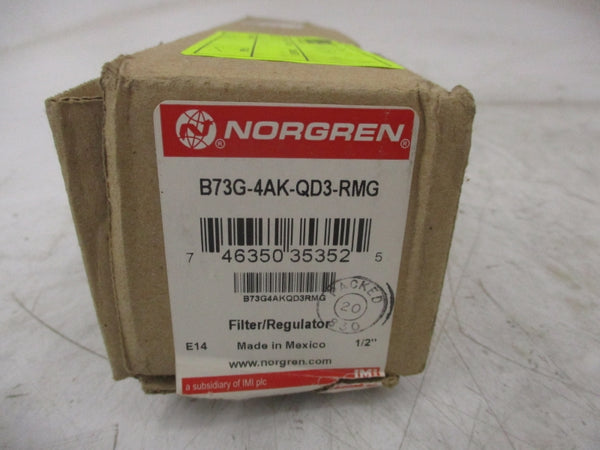 NORGREN®
B73G-4AK-QD3-RMG
7 46350 35352 5
B73G4AKQD3RMG
PACKED
20
830
Filter/Regulator
E14 Made in Mexico 1/2"
www.norgren.com
a subsidiary of IMI plc
IMI